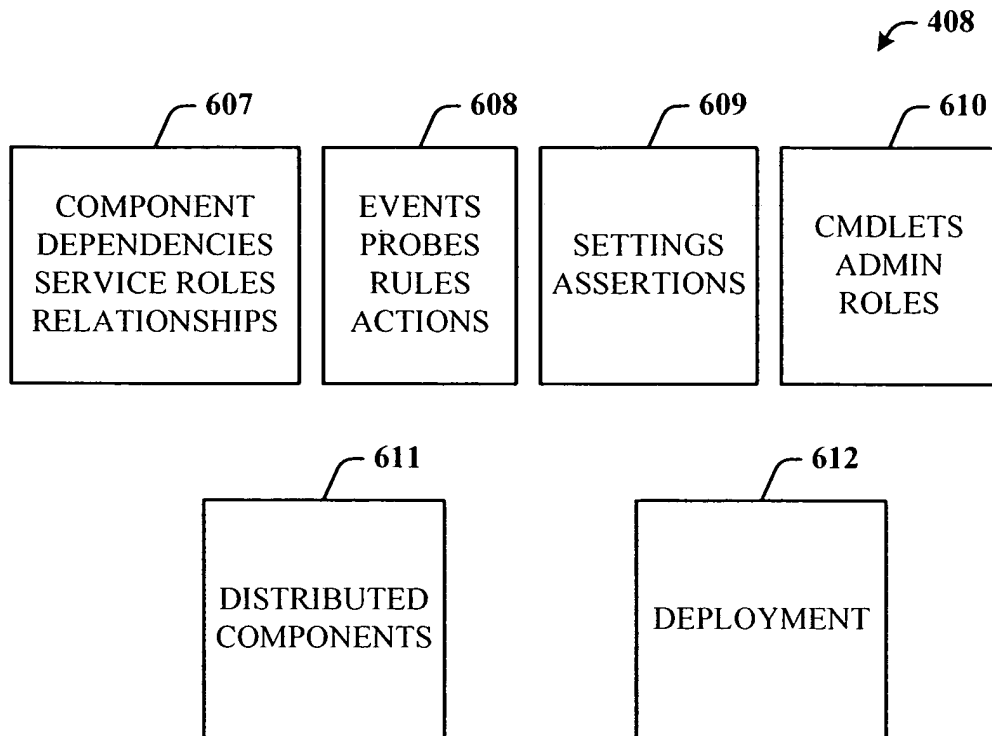 408
607
608
609
610
COMPONENT
DEPENDENCIES
SERVICE ROLES
RELATIONSHIPS
EVENTS
PROBES
RULES
ACTIONS
SETTINGS
ASSERTIONS
CMDLETS
ADMIN
ROLES
611
612
DISTRIBUTED
COMPONENTS
DEPLOYMENT